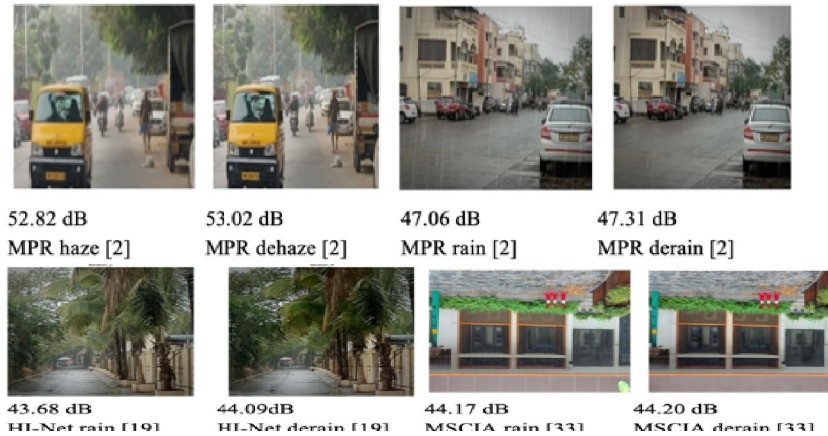 52.82 dB 53.02 dB 47.06 dB 47.31 dB
MPR haze [2] MPR dehaze [2] MPR rain [2] MPR derain [2]
43.68 dB 44.09dB 44.17 dB 44.20 dB
HI-Net rain [19] HI-Net derain [19] MSCIA rain [33] MSCIA derain [33]